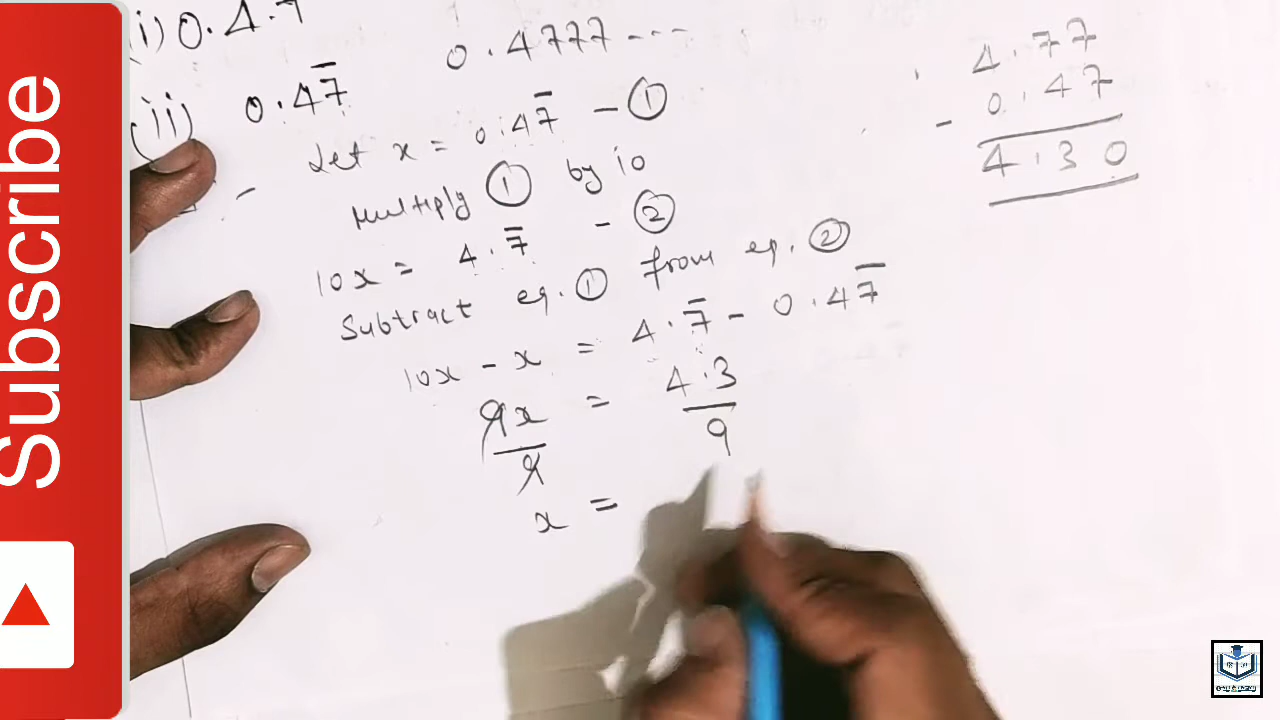 Subscribe
(i) 0.4.7
(ii) 0.47̅ 0.4777---
Let x = 0.47̅ - ①
Multiply ① by 10
10x = 4.7̅ - ②
Subtract eq. ① from eq. ②
10x - x = 4.7̅ - 0.47̅
9x/9 = 4.3/9
x =
4.77
- 0.47
4.30